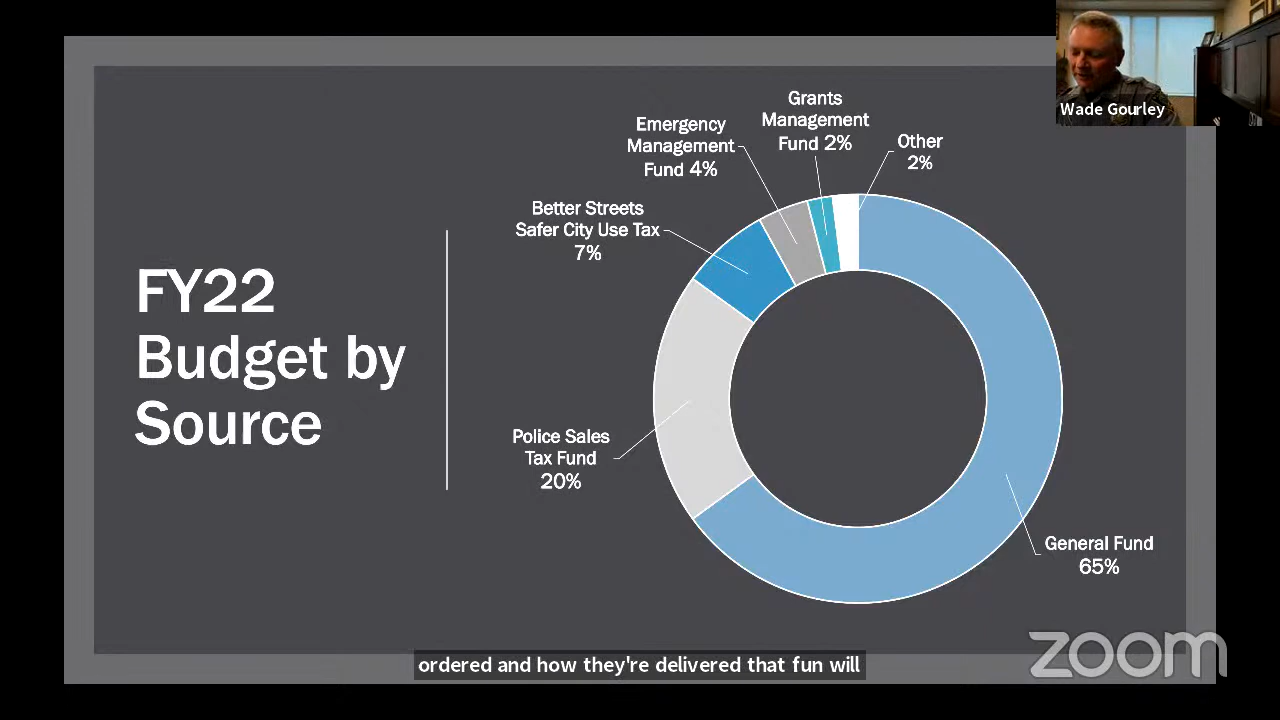 Wade Gourley
FY22
Budget by
Source
Emergency
Management
Fund 4%
Grants
Management
Fund 2%
Other
2%
Better Streets
Safer City Use Tax
7%
Police Sales
Tax Fund
20%
General Fund
65%
ordered and how they're delivered that fun will
zoom